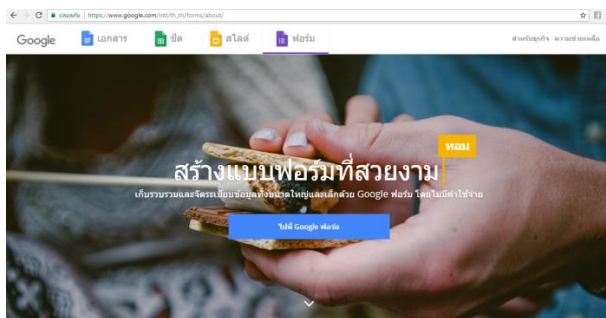 ปลอดภัย | https://www.google.com/intl/th_th/forms/about/
Google เอกสาร ชีต สไลด์ ฟอร์ม สำหรับธุรกิจ ความช่วยเหลือ
ทอม
สร้างแบบฟอร์มที่สวยงาม
เก็บรวบรวมและจัดระเบียบข้อมูลทั้งขนาดใหญ่และเล็กด้วย Google ฟอร์ม โดยไม่มีค่าใช้จ่าย
ไปที่ Google ฟอร์ม